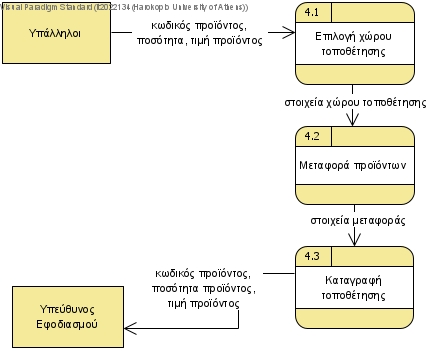 Visual Paradigm Standard (it2022134 (Harokopio University of Athens))
Υπάλληλοι
κωδικός προϊόντος,
ποσότητα, τιμή προϊόντος
4.1
Επιλογή χώρου
τοποθέτησης
στοιχεία χώρου τοποθέτησης
4.2
Μεταφορά προϊόντων
στοιχεία μεταφοράς
4.3
Καταγραφή
τοποθέτησης
κωδικός προϊόντος,
ποσότητα προϊόντος,
τιμή προϊόντος
Υπεύθυνος
Εφοδιασμού